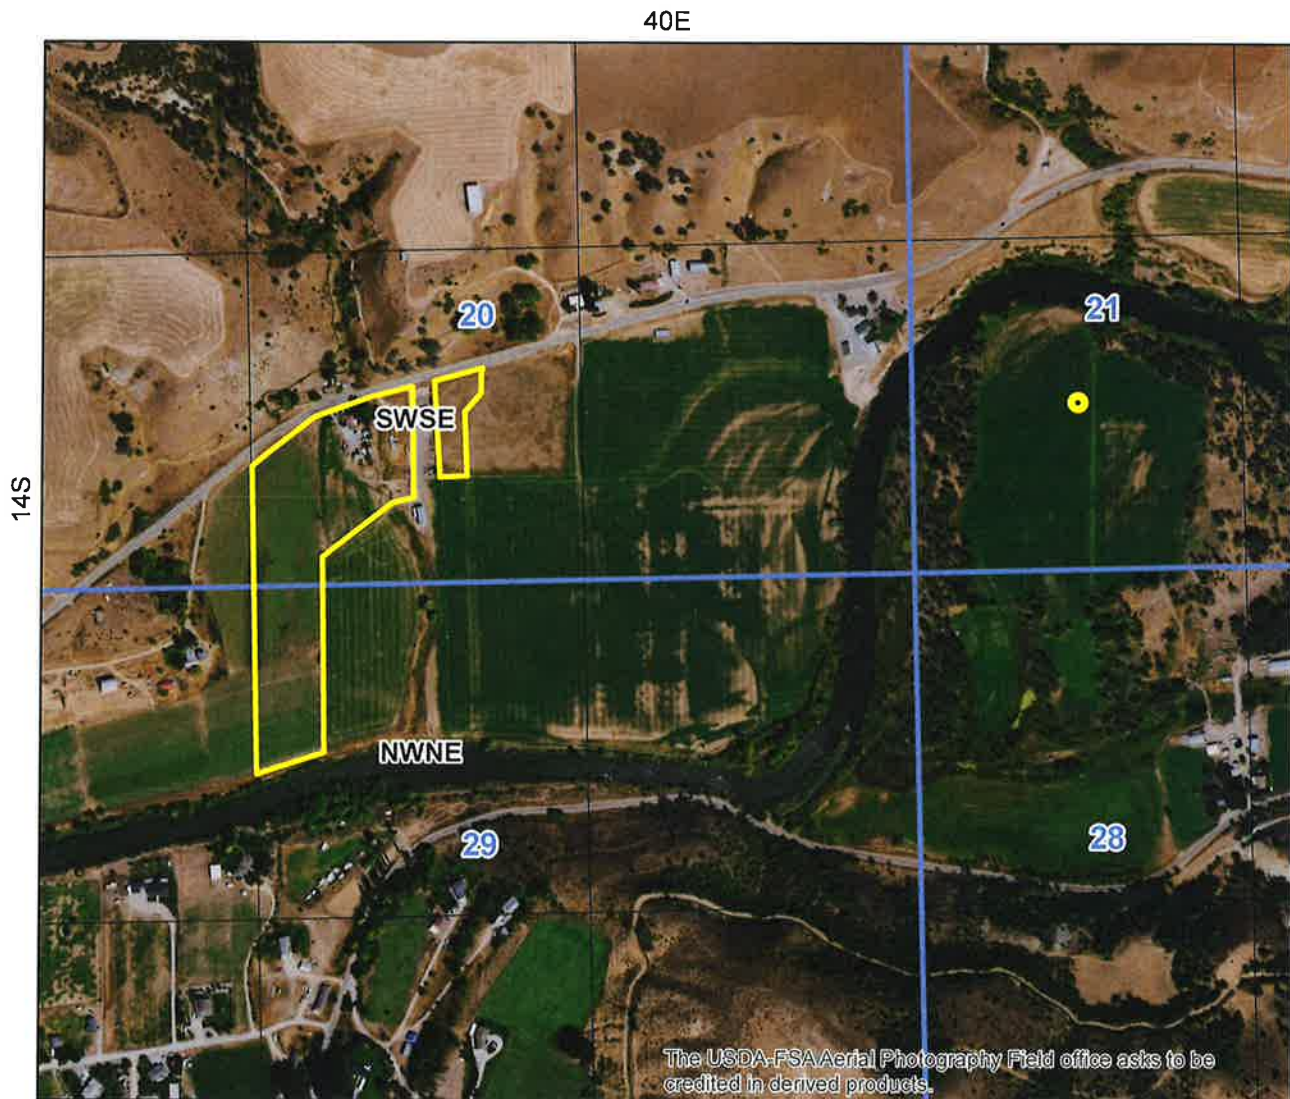 40E
14S
20
21
SWSE
NWNE
29
28
The USDA-FSA Aerial Photography Field office asks to be
credited in derived products.